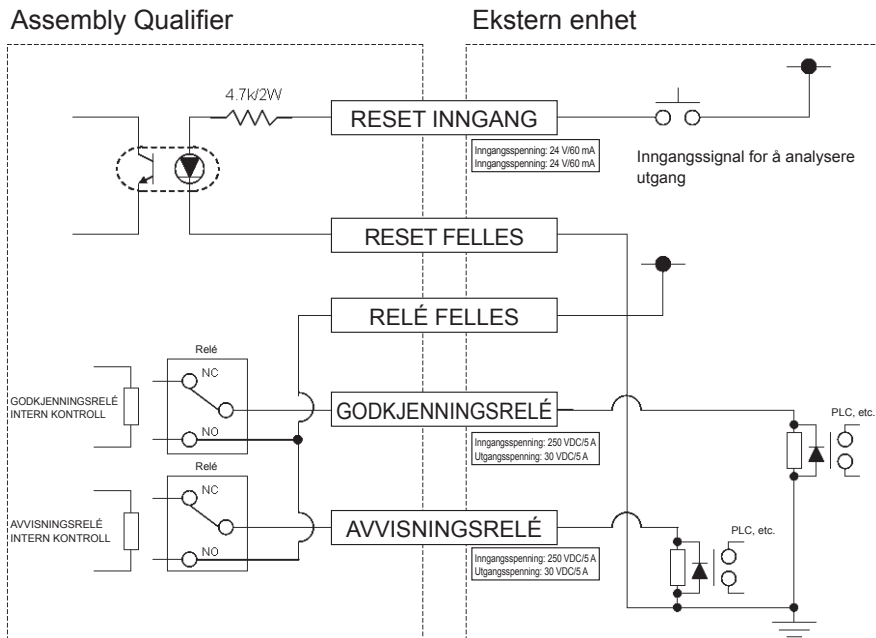 Assembly Qualifier
Ekstern enhet
4.7k/2W
RESET INNGANG
Inngangsspenning: 24 V/60 mA
Inngangsspenning: 24 V/60 mA
Inngangssignal for å analysere
utgang
RESET FELLES
RELÉ FELLES
Relé
NC
GODKJENNINGSRELÉ
INTERN KONTROLL
NO
GODKJENNINGSRELÉ
Inngangsspenning: 250 VDC/5 A
Utgangsspenning: 30 VDC/5 A
PLC, etc.
Relé
NC
AVVISNINGSRELÉ
INTERN KONTROLL
NO
AVVISNINGSRELÉ
Inngangsspenning: 250 VDC/5 A
Utgangsspenning: 30 VDC/5 A
PLC, etc.